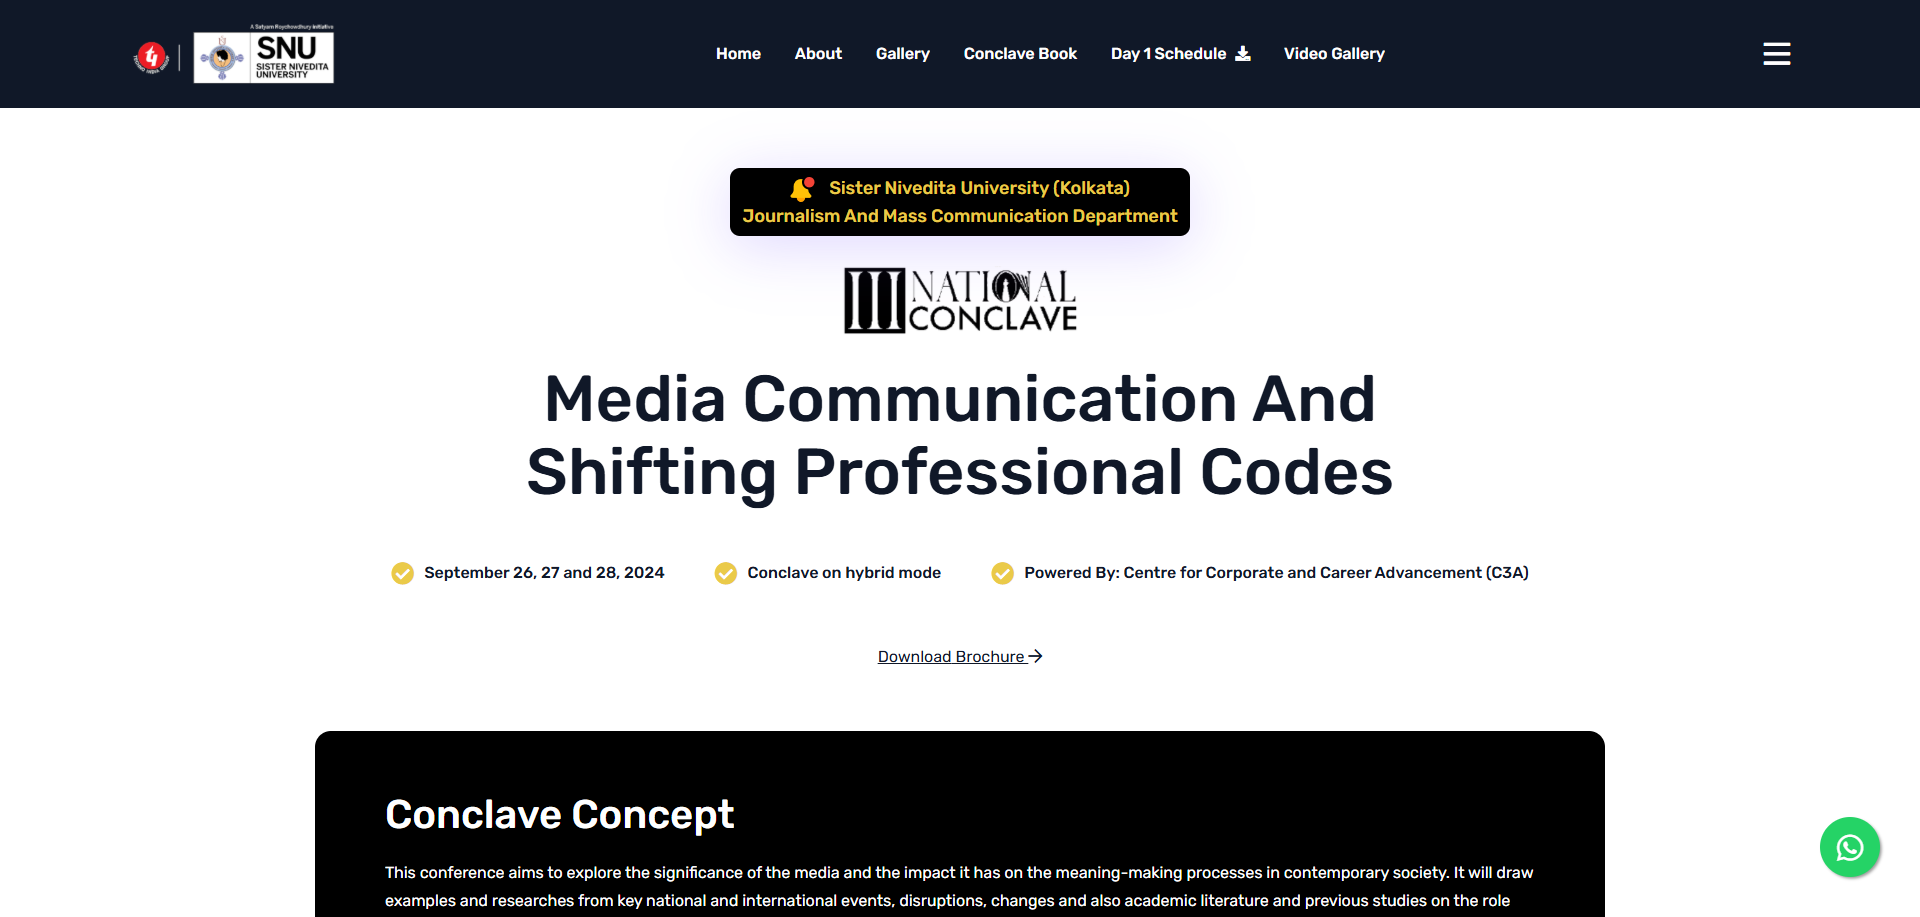 A Satyam Roychowdhury Initiative
SNU
SISTER NIVEDITA
UNIVERSITY
Home
About
Gallery
Conclave Book
Day 1 Schedule
Video Gallery
Sister Nivedita University (Kolkata)
Journalism And Mass Communication Department
NATIONAL
CONCLAVE
Media Communication And
Shifting Professional Codes
September 26, 27 and 28, 2024
Conclave on hybrid mode
Powered By: Centre for Corporate and Career Advancement (C3A)
Download Brochure
Conclave Concept
This conference aims to explore the significance of the media and the impact it has on the meaning-making processes in contemporary society. It will draw
examples and researches from key national and international events, disruptions, changes and also academic literature and previous studies on the role